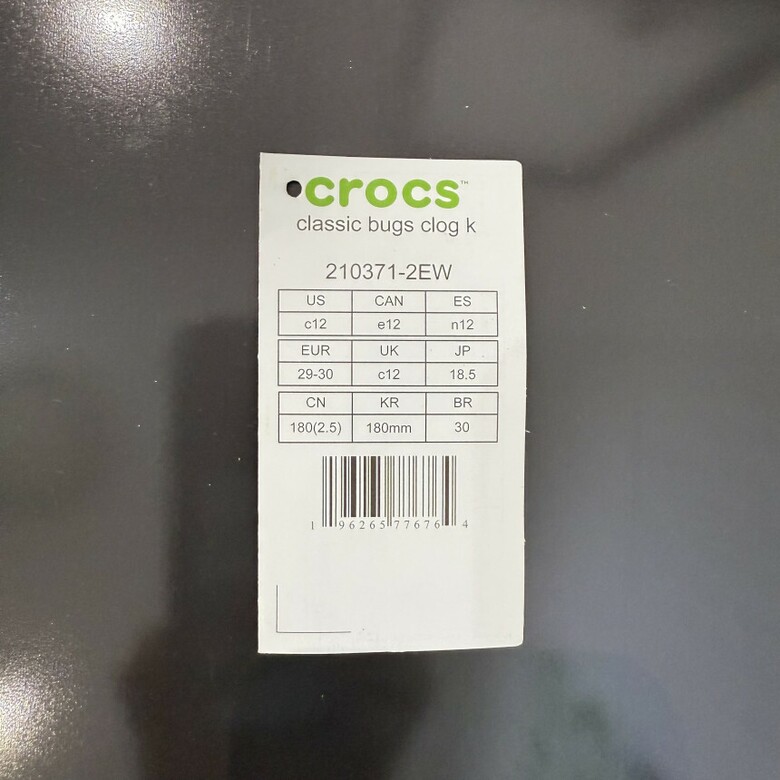 crocs™
classic bugs clog k
210371-2EW
US CAN ES
c12 e12 n12
EUR UK JP
29-30 c12 18.5
CN KR BR
180(2.5) 180mm 30
1 96265 77676 4